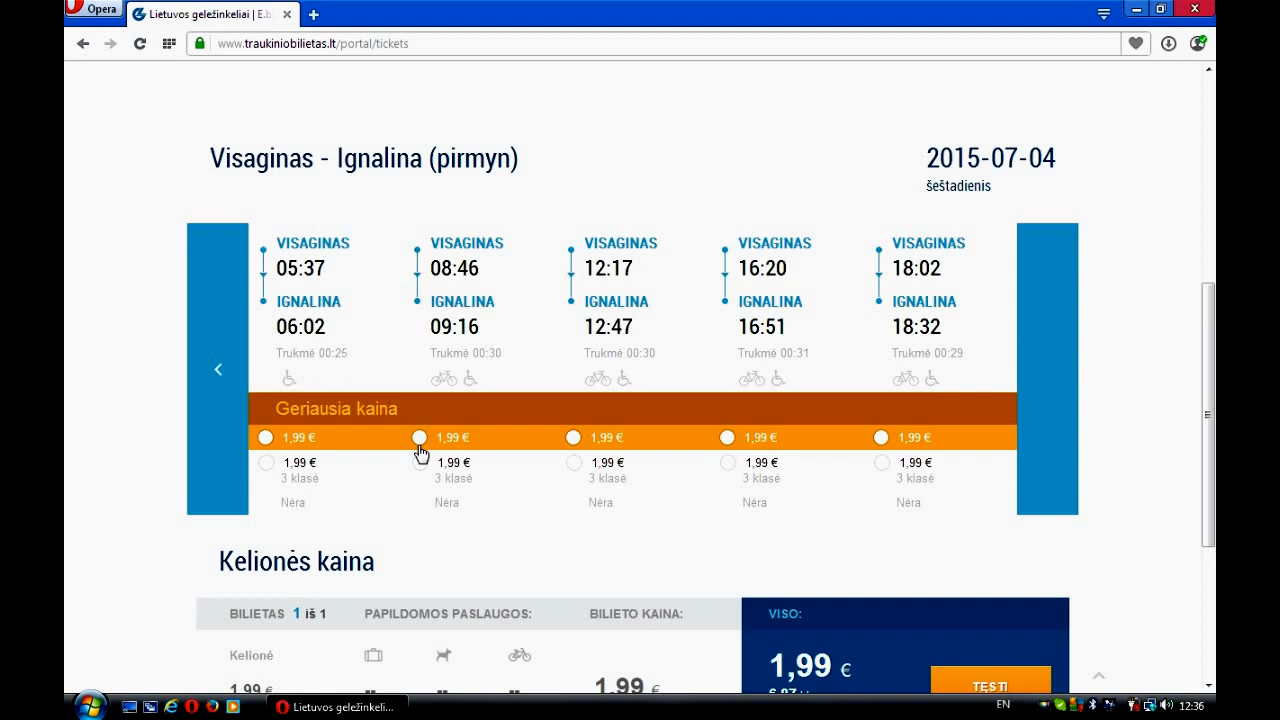 Opera
Lietuvos geležinkeliai | E.b
www.traukiniobilietas.lt/portal/tickets
Visaginas - Ignalina (pirmyn)
2015-07-04
šeštadienis
VISAGINAS VISAGINAS VISAGINAS VISAGINAS VISAGINAS
05:37 08:46 12:17 16:20 18:02
IGNALINA IGNALINA IGNALINA IGNALINA IGNALINA
06:02 09:16 12:47 16:51 18:32
Trukmė 00:25 Trukmė 00:30 Trukmė 00:30 Trukmė 00:31 Trukmė 00:29
Geriausia kaina
1,99 € 1,99 € 1,99 € 1,99 € 1,99 €
1,99 € 1,99 € 1,99 € 1,99 € 1,99 €
3 klasė 3 klasė 3 klasė 3 klasė 3 klasė
Nėra Nėra Nėra Nėra Nėra
Kelionės kaina
BILIETAS 1 iš 1 PAPILDOMOS PASLAUGOS: BILIETO KAINA: VISO:
Kelionė
1,99 € -- -- -- 1,99 € 1,99 €
TĘSTI
Lietuvos geležinkeli...
EN 12:36